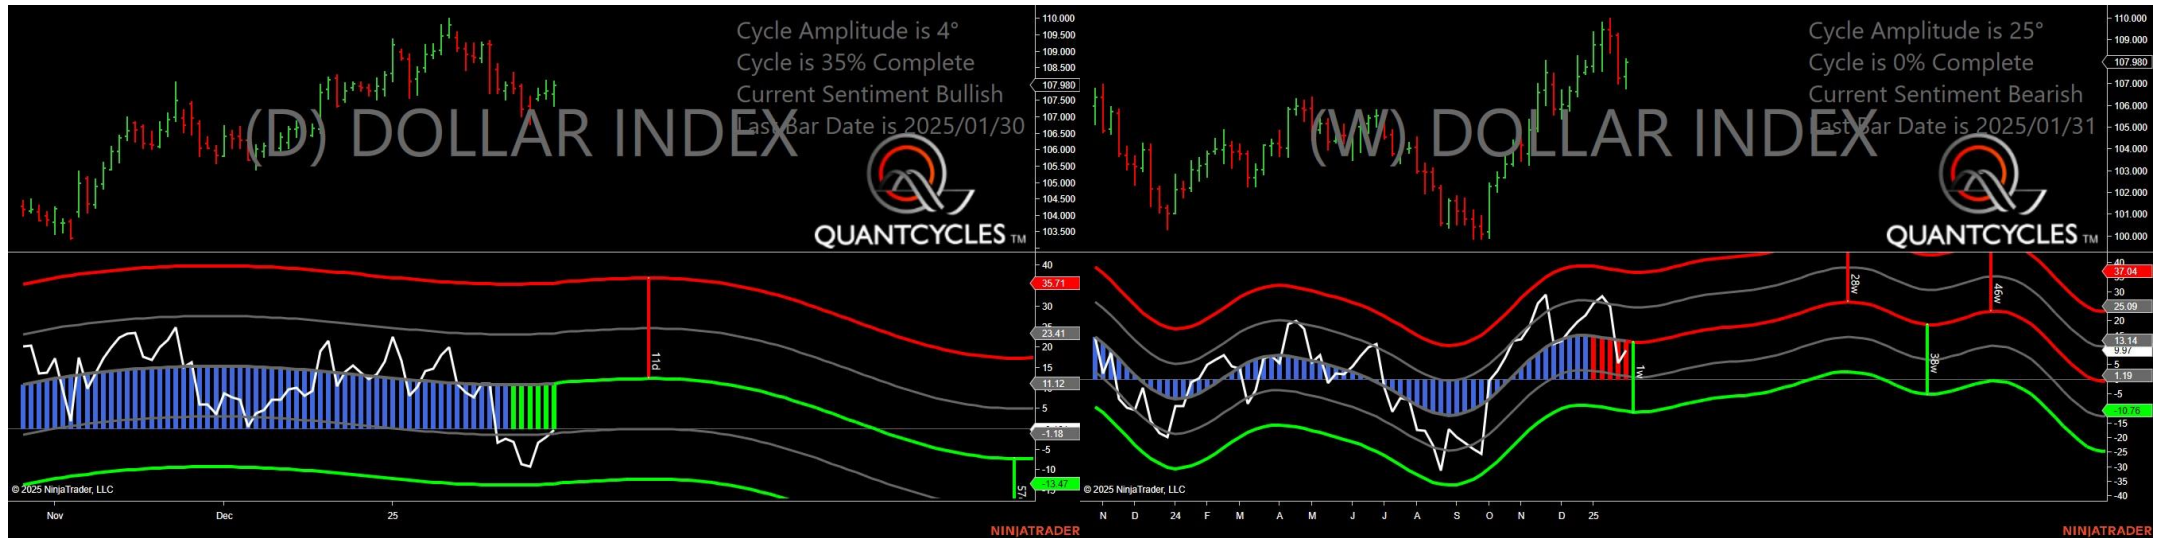 Cycle Amplitude is 4°
Cycle is 35% Complete
Current Sentiment Bullish
Last Bar Date is 2025/01/30
(D) DOLLAR INDEX
QUANTCYCLES TM
110.000
109.500
109.000
108.500
107.980
107.500
107.000
106.500
106.000
105.500
105.000
104.500
104.000
103.500
40
35.71
30
23.41
20
15
11.12
5
-1.18
-5
-10
-13.47
11d
57
© 2025 NinjaTrader, LLC
Nov
Dec
25
NINJATRADER
Cycle Amplitude is 25°
Cycle is 0% Complete
Current Sentiment Bearish
Last Bar Date is 2025/01/31
(W) DOLLAR INDEX
QUANTCYCLES TM
110.000
109.000
107.980
107.000
106.000
105.000
104.000
103.000
102.000
101.000
100.000
40
37.04
30
25.09
20
13.14
9.97
5
1.19
-5
-10.76
-15
-20
-25
-30
-35
-40
1w
28w
38w
46w
© 2025 NinjaTrader, LLC
N D 24 F M A M J J A S O N D 25
NINJATRADER